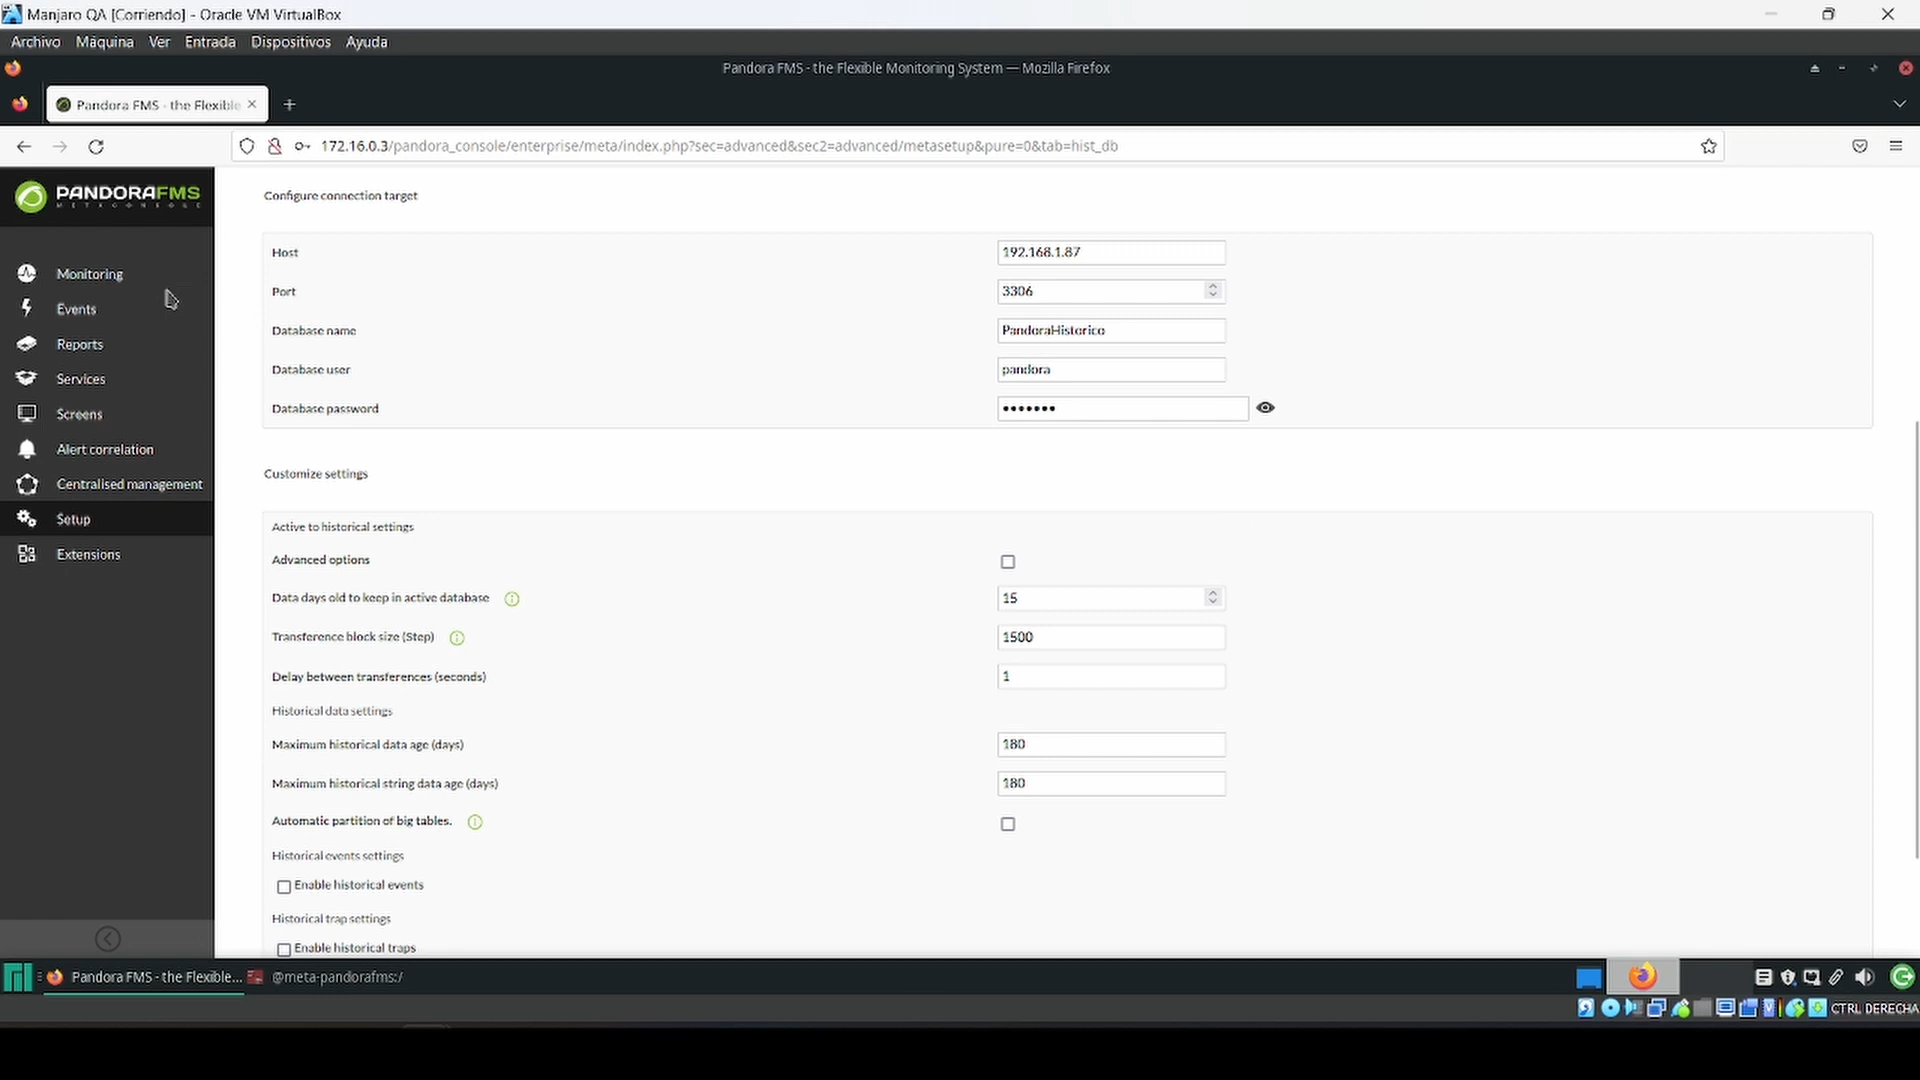 Manjaro QA [Corriendo] - Oracle VM VirtualBox
Archivo Máquina Ver Entrada Dispositivos Ayuda
Pandora FMS - the Flexible Monitoring System — Mozilla Firefox
Pandora FMS - the Flexible
172.16.0.3/pandora_console/enterprise/meta/index.php?sec=advanced&sec2=advanced/metasetup&pure=0&tab=hist_db
PANDORAFMS
METACONSOLE
Monitoring
Events
Reports
Services
Screens
Alert correlation
Centralised management
Setup
Extensions
Configure connection target
Host 192.168.1.87
Port 3306
Database name PandoraHistorico
Database user pandora
Database password •••••••
Customize settings
Active to historical settings
Advanced options
Data days old to keep in active database 15
Transference block size (Step) 1500
Delay between transferences (seconds) 1
Historical data settings
Maximum historical data age (days) 180
Maximum historical string data age (days) 180
Automatic partition of big tables.
Historical events settings
Enable historical events
Historical trap settings
Enable historical traps
Pandora FMS - the Flexible... @meta-pandorafms:/
CTRL DERECHA